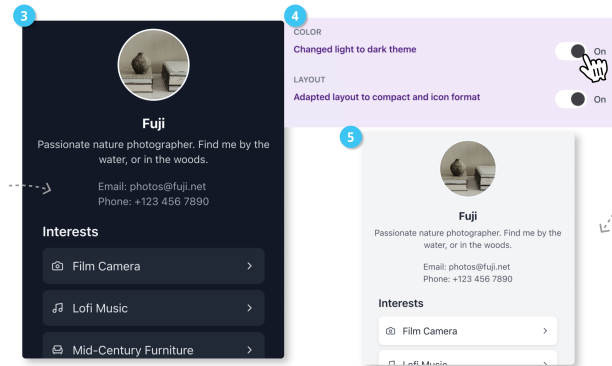 3
Fuji
Passionate nature photographer. Find me by the
water, or in the woods.
Email: photos@fuji.net
Phone: +123 456 7890
Interests
Film Camera
Lofi Music
Mid-Century Furniture
4
COLOR
Changed light to dark theme
On
LAYOUT
Adapted layout to compact and icon format
On
5
Fuji
Passionate nature photographer. Find me by the
water, or in the woods.
Email: photos@fuji.net
Phone: +123 456 7890
Interests
Film Camera
Lofi Music